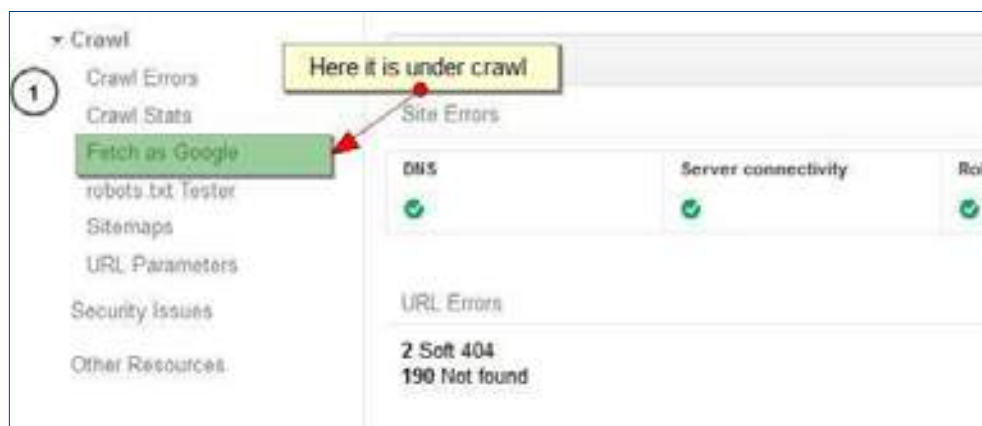 Crawl
1
Crawl Errors
Crawl Stats
Fetch as Google
robots.txt Tester
Sitemaps
URL Parameters
Security Issues
Other Resources
Here it is under crawl
Site Errors
DNS
Server connectivity
Ro
URL Errors
2 Soft 404
190 Not found